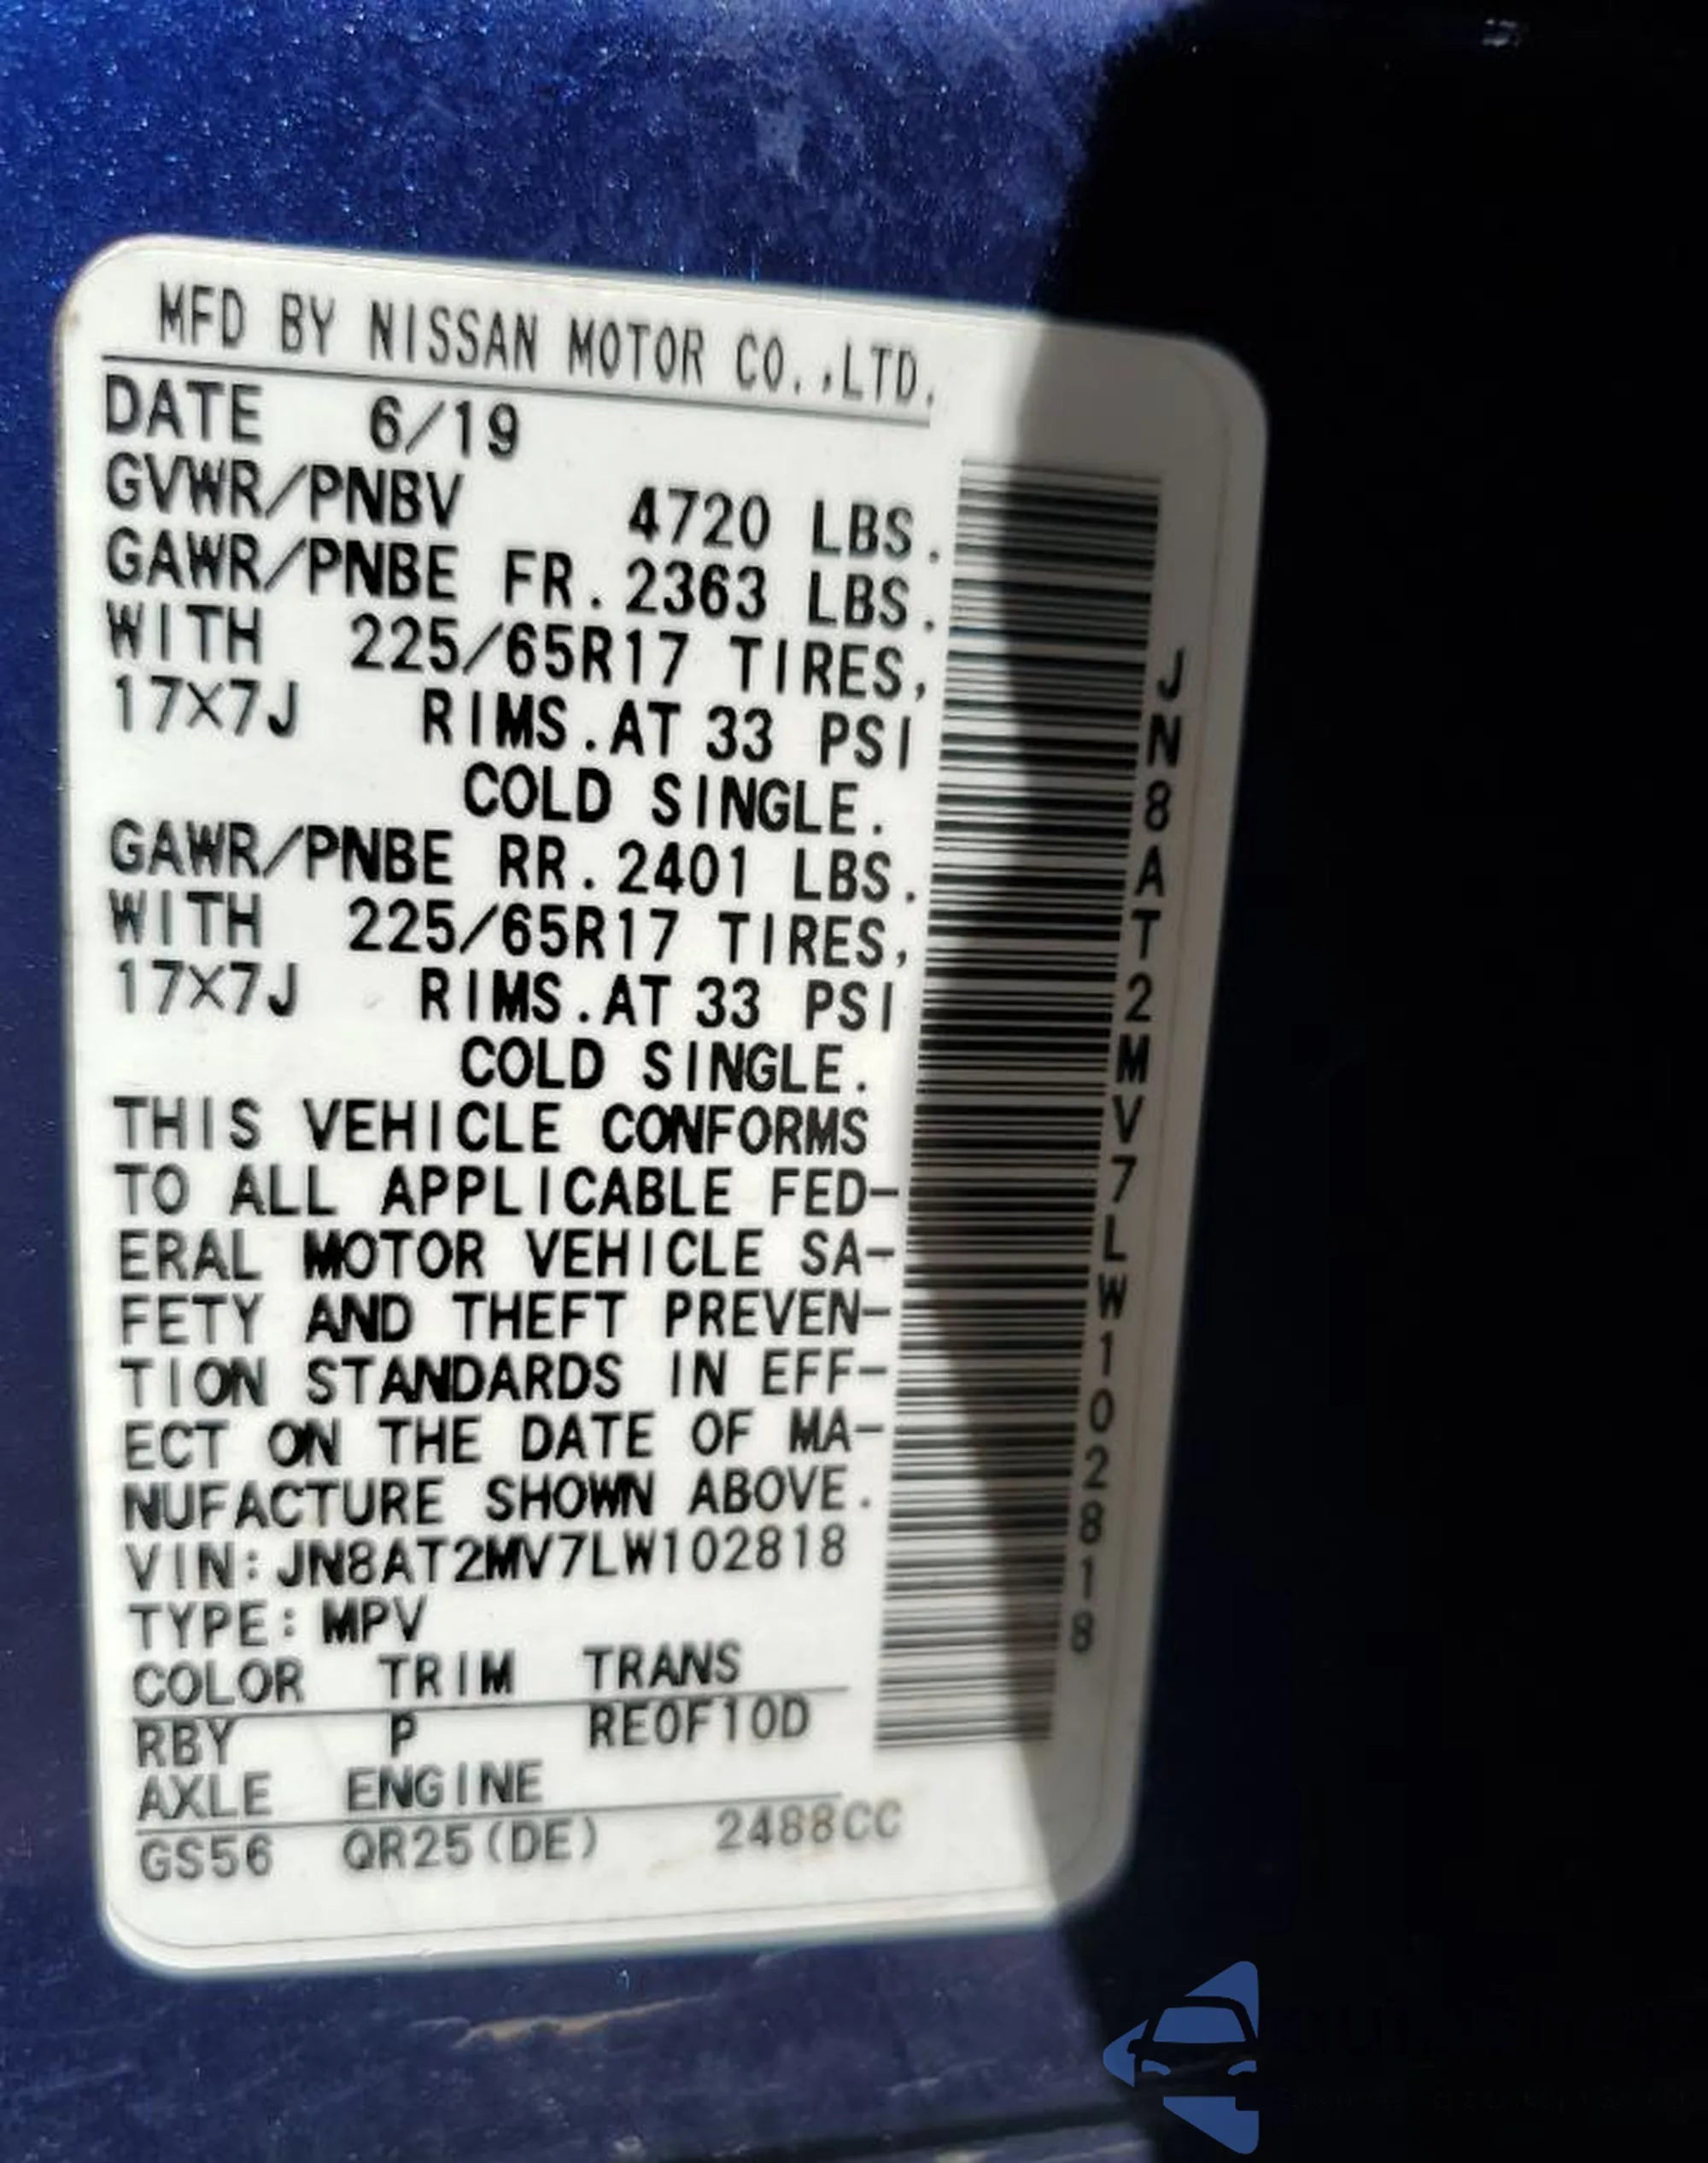 MFD BY NISSAN MOTOR CO.,LTD.
DATE 6/19
GVWR/PNBV 4720 LBS.
GAWR/PNBE FR. 2363 LBS.
WITH 225/65R17 TIRES,
17X7J RIMS.AT 33 PSI
COLD SINGLE.
GAWR/PNBE RR. 2401 LBS.
WITH 225/65R17 TIRES,
17X7J RIMS.AT 33 PSI
COLD SINGLE.
THIS VEHICLE CONFORMS
TO ALL APPLICABLE FED-
ERAL MOTOR VEHICLE SA-
FETY AND THEFT PREVEN-
TION STANDARDS IN EFF-
ECT ON THE DATE OF MA-
NUFACTURE SHOWN ABOVE.
VIN:JN8AT2MV7LW102818
TYPE:MPV
COLOR TRIM TRANS
RBY P RE0F10D
AXLE ENGINE
GS56 QR25(DE) 2488CC
JN8AT2MV7LW102818